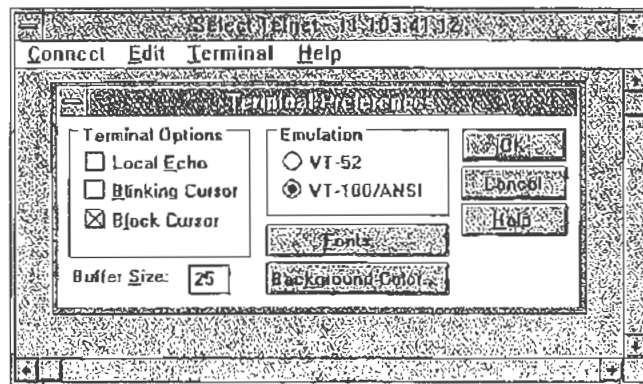 Select Telnet - 11.103.41.12
Connect Edit Terminal Help
Terminal Preferences
Terminal Options
Local Echo
Blinking Cursor
Block Cursor
Buffer Size: 25
Emulation
VT-52
VT-100/ANSI
Fonts
Background Color
OK
Cancel
Help